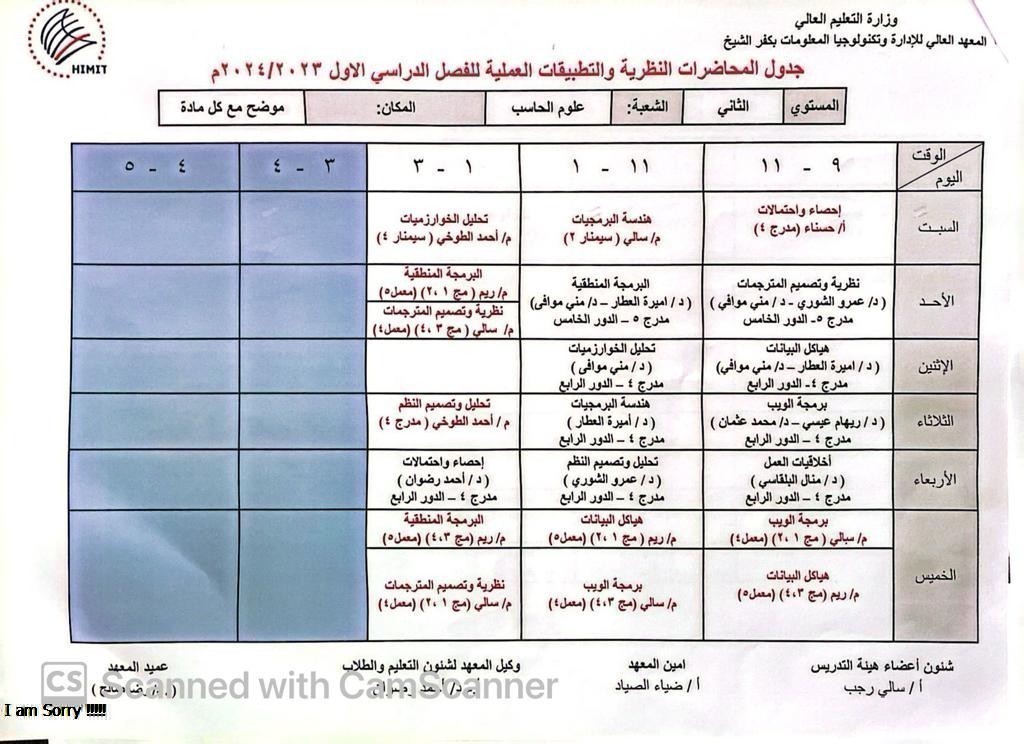 HIMIT
وزارة التعليم العالي
المعهد العالي للإدارة وتكنولوجيا المعلومات بكفر الشيخ
جدول المحاضرات النظرية والتطبيقات العملية للفصل الدراسي الاول ٢٠٢٤/٢٠٢٣م
المستوي الثاني الشعبة: علوم الحاسب المكان: موضح مع كل مادة
الوقت
اليوم
٩ - ١١
١١ - ١
١ - ٣
٣ - ٤
٤ - ٥
السبت
إحصاء واحتمالات
أ/ حسناء (مدرج ٤)
هندسة البرمجيات
م/ سالي ( سيمنار ٢)
تحليل الخوارزميات
م/ أحمد الطوخي ( سيمنار ٤)
الأحد
نظرية وتصميم المترجمات
( د/ عمرو الشوري - د/ مني موافي )
مدرج ٥- الدور الخامس
البرمجة المنطقية
( د / اميرة العطار – د/ مني موافى)
مدرج ٥ – الدور الخامس
البرمجة المنطقية
م/ ريم ( مج ١ ،٢) (معمل٥)
نظرية وتصميم المترجمات
م/ سالي ( مج ٣ ،٤) (معمل٤)
الإثنين
هياكل البيانات
( د / اميرة العطار – د/ مني موافي)
مدرج ٤- الدور الرابع
تحليل الخوارزميات
( د / مني موافى )
مدرج ٤ – الدور الرابع
الثلاثاء
برمجة الويب
( د / ريهام عيسي – د/ محمد عثمان )
مدرج ٤ – الدور الرابع
هندسة البرمجيات
( د / أميرة العطار )
مدرج ٤ – الدور الرابع
تحليل وتصميم النظم
م/ أحمد الطوخي ( مدرج ٤)
الأربعاء
أخلاقيات العمل
( د / منال البلقاسي )
مدرج ٤ – الدور الرابع
تحليل وتصميم النظم
( د/ عمرو الشوري )
مدرج ٤ – الدور الرابع
إحصاء واحتمالات
( د/ أحمد رضوان )
مدرج ٤ – الدور الرابع
الخميس
برمجة الويب
م/ سالي ( مج ١ ،٢) (معمل٤)
هياكل البيانات
م/ ريم ( مج ١ ،٢) (معمل٥)
البرمجة المنطقية
م/ ريم (مج ٤،٣) (معمل٥)
هياكل البيانات
م/ ريم (مج ٤،٣) (معمل٥)
برمجة الويب
م/ سالي (مج ٤،٣) (معمل٤)
نظرية وتصميم المترجمات
م/ سالي ( مج ١ ،٢) (معمل٤)
شئون أعضاء هيئة التدريس
أ / سالي رجب
امين المعهد
أ / ضياء الصياد
وكيل المعهد لشئون التعليم والطلاب
عميد المعهد
CS Scanned with CamScanner
I am Sorry !!!!!